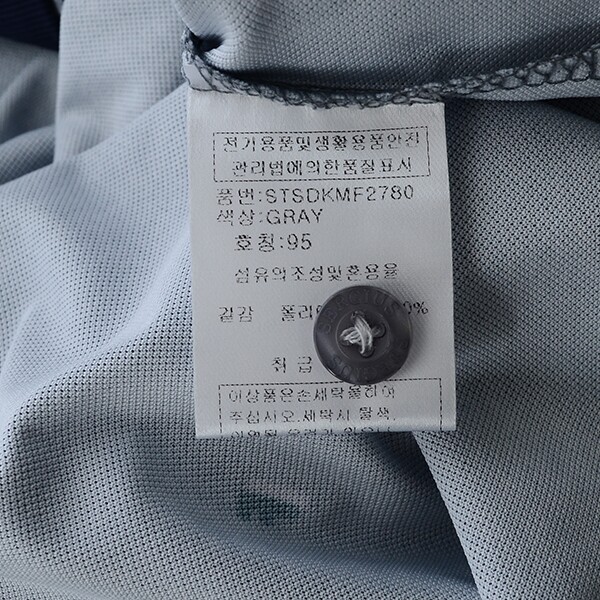 전기용품및생활용품안전
관리법에의한품질표시
품번:STSDKMF2780
색상:GRAY
호칭:95
섬유의조성및혼용율
겉감 폴리
취급
이상품은손세탁을하여
주십시오.세탁시 탈색,